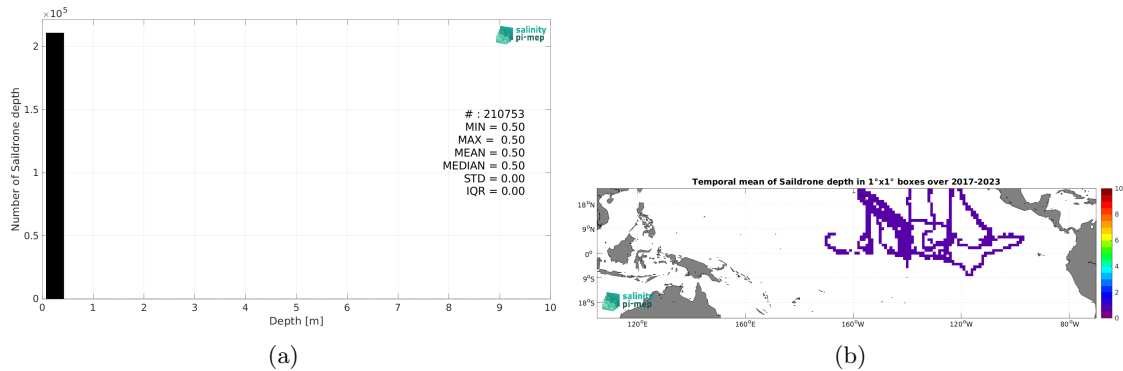 ×10⁵
2
1.5
1
0.5
0
Number of Saildrone depth
salinity
pi-mep
# : 210753
MIN = 0.50
MAX = 0.50
MEAN = 0.50
MEDIAN = 0.50
STD = 0.00
IQR = 0.00
0 1 2 3 4 5 6 7 8 9 10
Depth [m]
(a)
Temporal mean of Saildrone depth in 1°x1° boxes over 2017-2023
18°N
9°N
0°
9°S
18°S
salinity
pi-mep
120°E 160°E 160°W 120°W 80°W
10
8
6
4
2
0
(b)